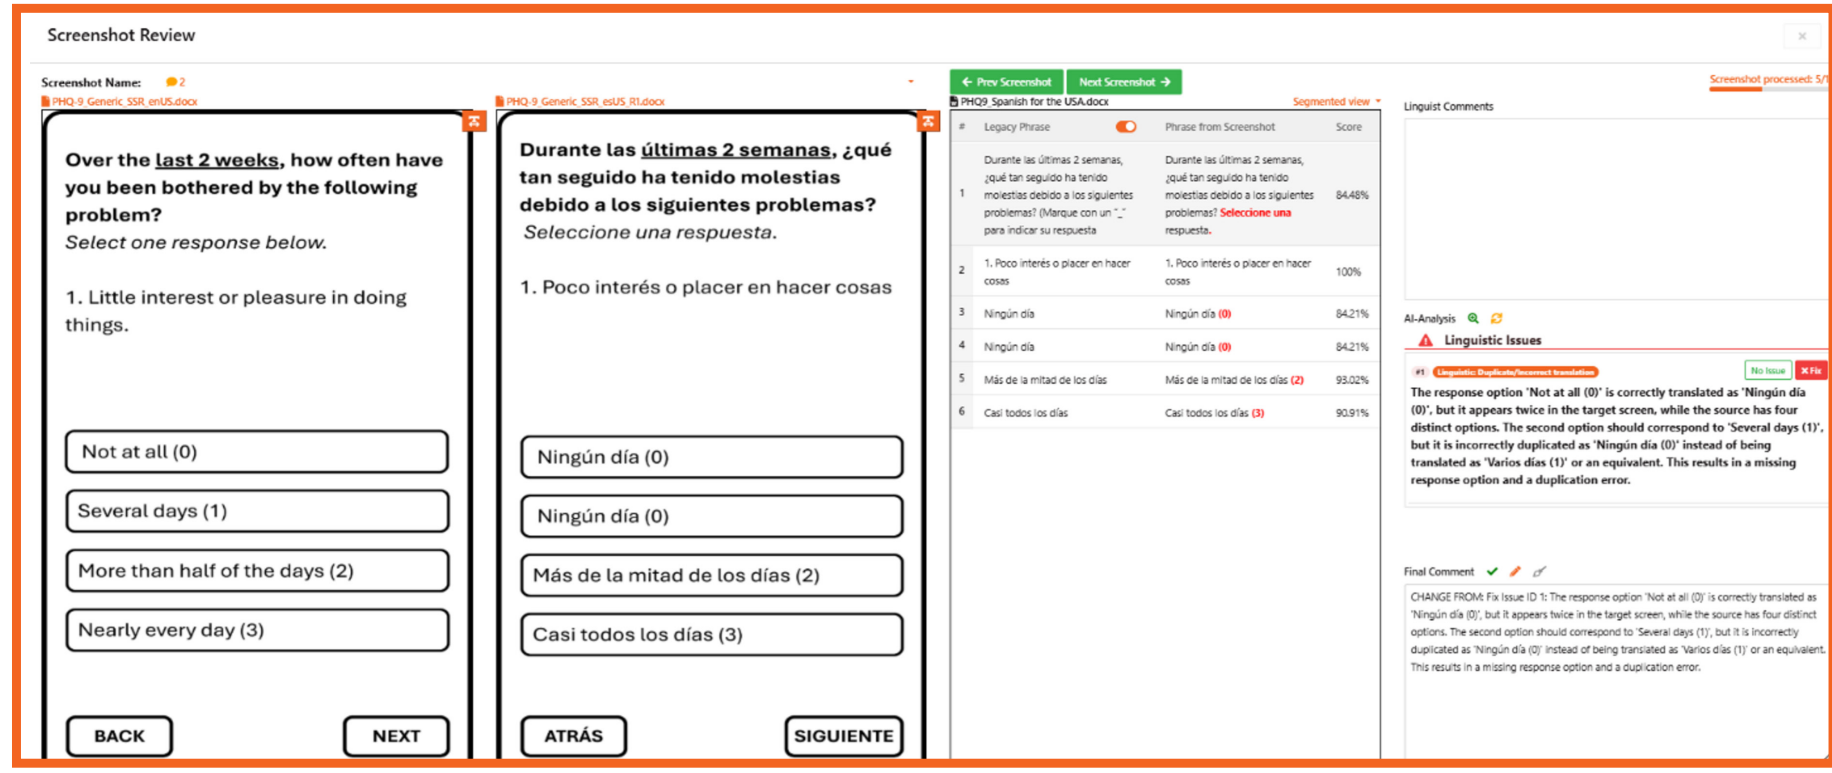 Screenshot Review
×
Screenshot Name:
2
PHQ-9_Generic_SSR_enUS.docx
Over the last 2 weeks, how often have
you been bothered by the following
problem?
Select one response below.
1. Little interest or pleasure in doing
things.
Not at all (0)
Several days (1)
More than half of the days (2)
Nearly every day (3)
BACK
NEXT
PHQ-9_Generic_SSR_esUS_R1.docx
Durante las últimas 2 semanas, ¿qué
tan seguido ha tenido molestias
debido a los siguientes problemas?
Seleccione una respuesta.
1. Poco interés o placer en hacer cosas
Ningún día (0)
Ningún día (0)
Más de la mitad de los días (2)
Casi todos los días (3)
ATRÁS
SIGUIENTE
← Prev Screenshot
Next Screenshot →
PHQ9_Spanish for the USA.docx
Segmented view
# Legacy Phrase Phrase from Screenshot Score
1
Durante las últimas 2 semanas,
¿qué tan seguido ha tenido
molestias debido a los siguientes
problemas? (Marque con un "_"
para indicar su respuesta
Durante las últimas 2 semanas,
¿qué tan seguido ha tenido
molestias debido a los siguientes
problemas? Seleccione una
respuesta.
84.48%
2
1. Poco interés o placer en hacer
cosas
1. Poco interés o placer en hacer
cosas
100%
3 Ningún día Ningún día (0) 84.21%
4 Ningún día Ningún día (0) 84.21%
5 Más de la mitad de los días Más de la mitad de los días (2) 93.02%
6 Casi todos los días Casi todos los días (3) 90.91%
Screenshot processed: 5/1
Linguist Comments
AI-Analysis
Linguistic Issues
#1 Linguistic: Duplicate/incorrect translation
No Issue
× Fix
The response option 'Not at all (0)' is correctly translated as 'Ningún día
(0)', but it appears twice in the target screen, while the source has four
distinct options. The second option should correspond to 'Several days (1)',
but it is incorrectly duplicated as 'Ningún día (0)' instead of being
translated as 'Varios días (1)' or an equivalent. This results in a missing
response option and a duplication error.
Final Comment
CHANGE FROM: Fix Issue ID 1: The response option 'Not at all (0)' is correctly translated as
'Ningún día (0)', but it appears twice in the target screen, while the source has four distinct
options. The second option should correspond to 'Several days (1)', but it is incorrectly
duplicated as 'Ningún día (0)' instead of being translated as 'Varios días (1)' or an equivalent.
This results in a missing response option and a duplication error.